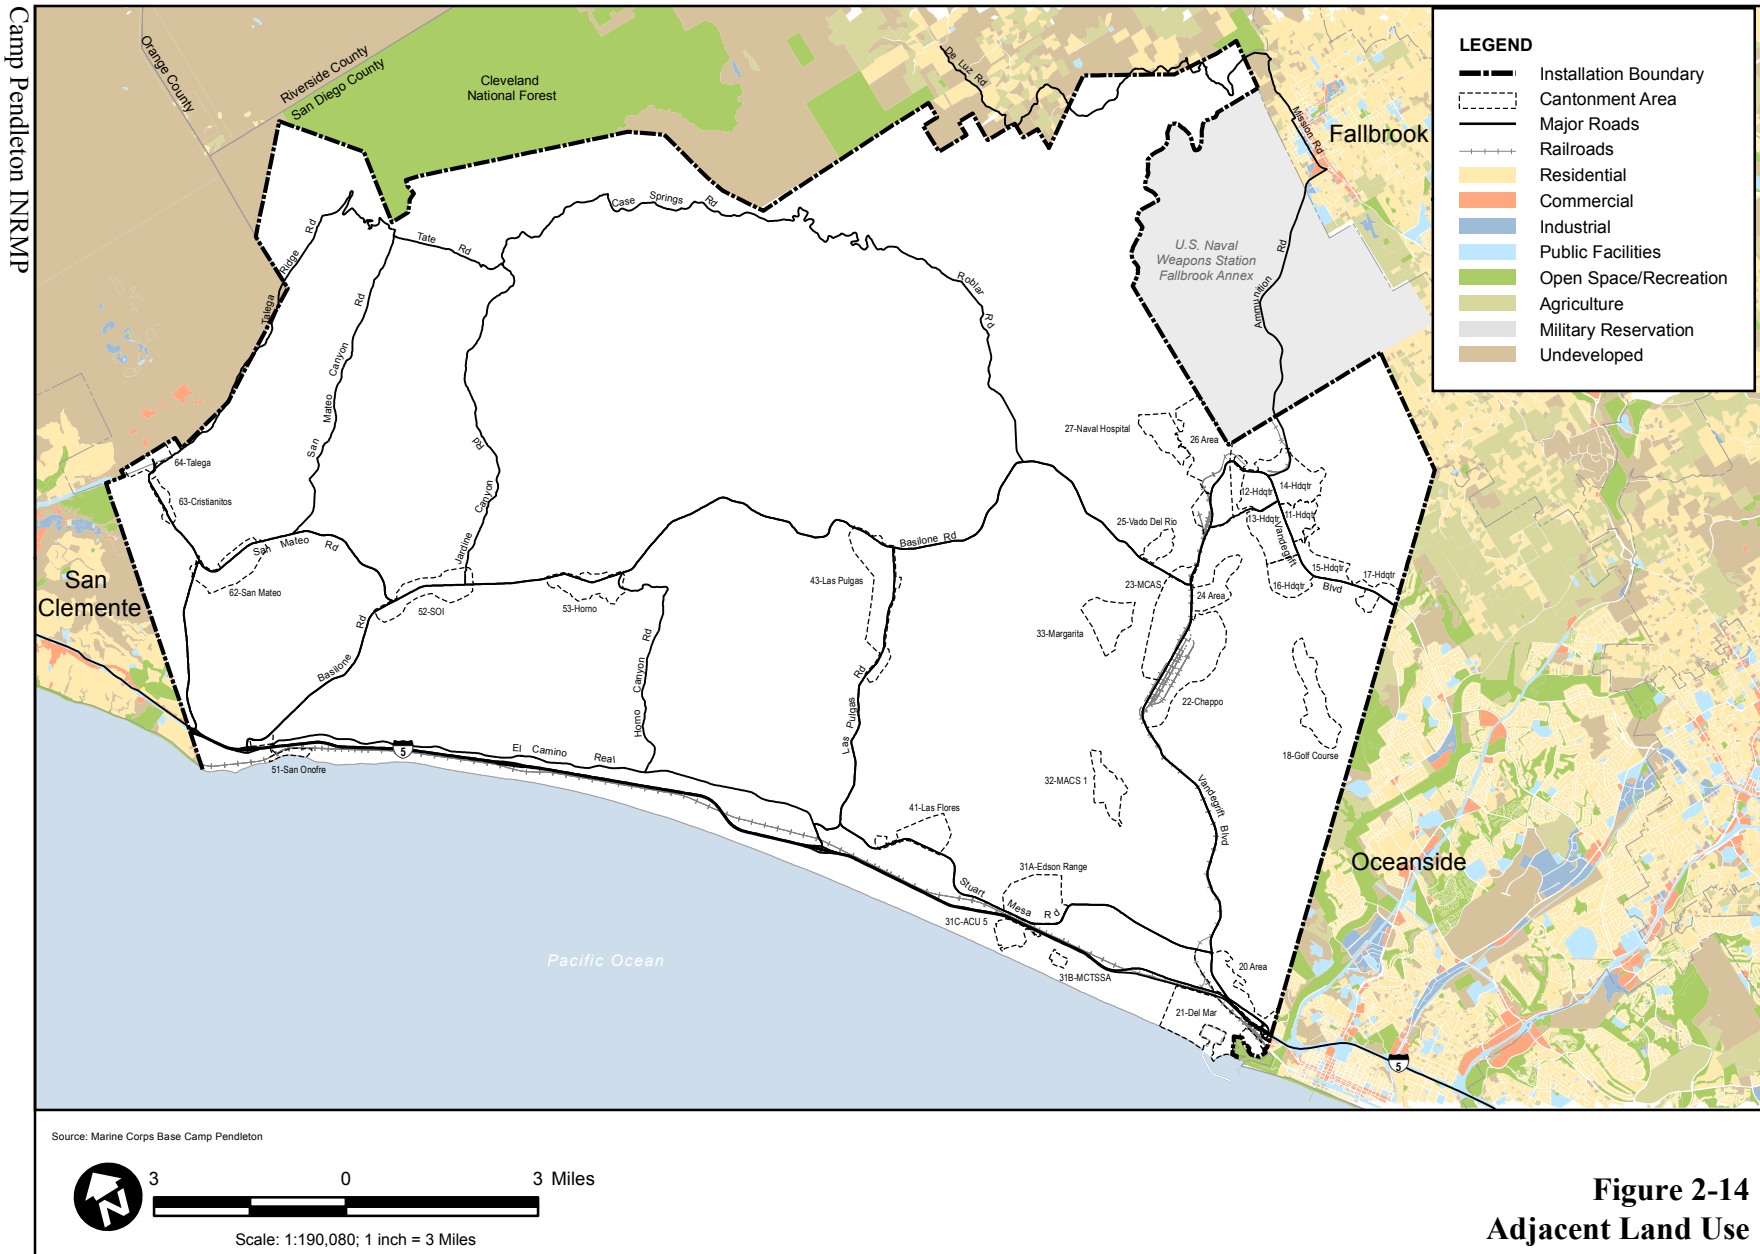 Camp Pendleton INRMP
Orange County
Riverside County
San Diego County
Cleveland
National Forest
De Luz Rd
Mission Rd
Fallbrook
LEGEND
Installation Boundary
Cantonment Area
Major Roads
Railroads
Residential
Commercial
Industrial
Public Facilities
Open Space/Recreation
Agriculture
Military Reservation
Undeveloped
Case Springs Rd
Talega Ridge Rd
Tate Rd
San Mateo Canyon Rd
Roblar Rd
U.S. Naval
Weapons Station
Fallbrook Annex
Ammunition Rd
Jardine Canyon Rd
27-Naval Hospital
26 Area
64-Talega
63-Cristianitos
12-Hdqtr
14-Hdqtr
13-Hdqtr
11-Hdqtr
25-Vado Del Rio
Basilone Rd
San Mateo Rd
Vandegrift Blvd
15-Hdqtr
17-Hdqtr
16-Hdqtr
San
Clemente
62-San Mateo
52-SOI
53-Horno
43-Las Pulgas
23-MCAS
24 Area
33-Margarita
Basilone Rd
Horno Canyon Rd
Las Pulgas Rd
22-Chappo
18-Golf Course
El Camino Real
5
51-San Onofre
32-MACS 1
Vandegrift Blvd
41-Las Flores
Oceanside
31A-Edson Range
Stuart Mesa Rd
31C-ACU 5
31B-MCTSSA
20 Area
21-Del Mar
Pacific Ocean
5
Source: Marine Corps Base Camp Pendleton
N
3 0 3 Miles
Scale: 1:190,080; 1 inch = 3 Miles
Figure 2-14
Adjacent Land Use